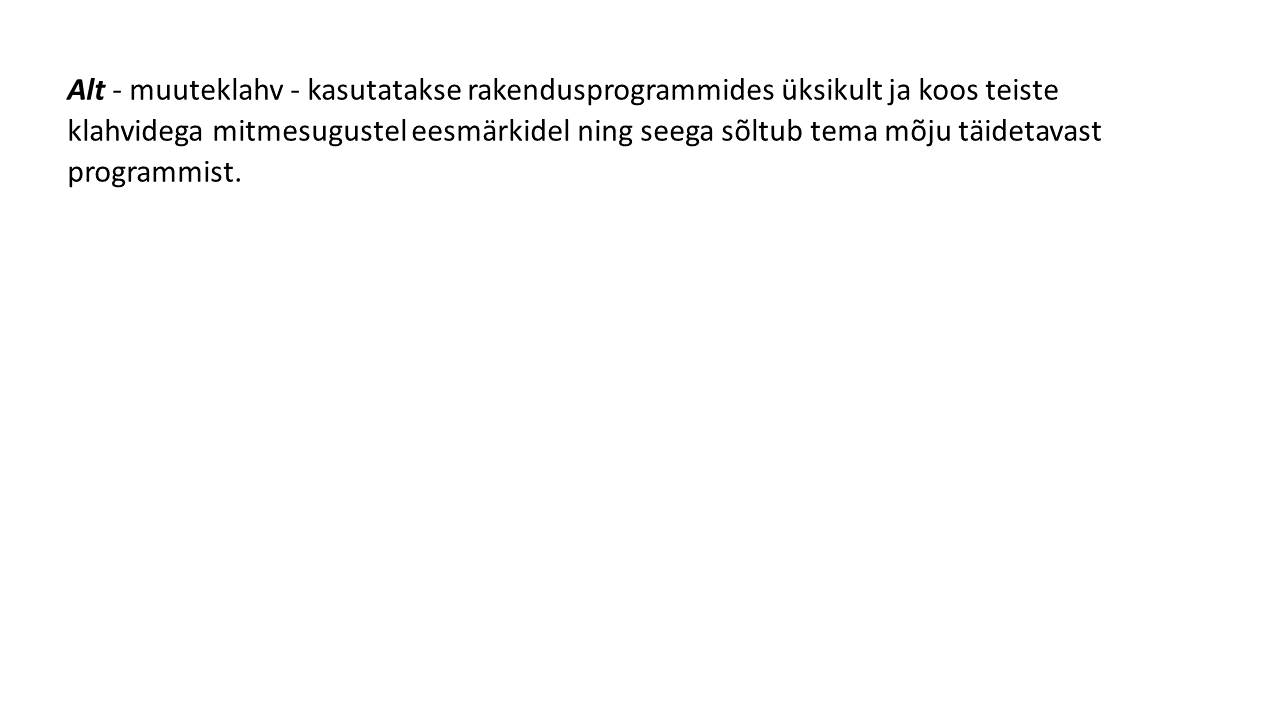 Alt - muuteklahv - kasutatakse rakendusprogrammides üksikult ja koos teiste
klahvidega mitmesugustel eesmärkidel ning seega sõltub tema mõju täidetavast
programmist.